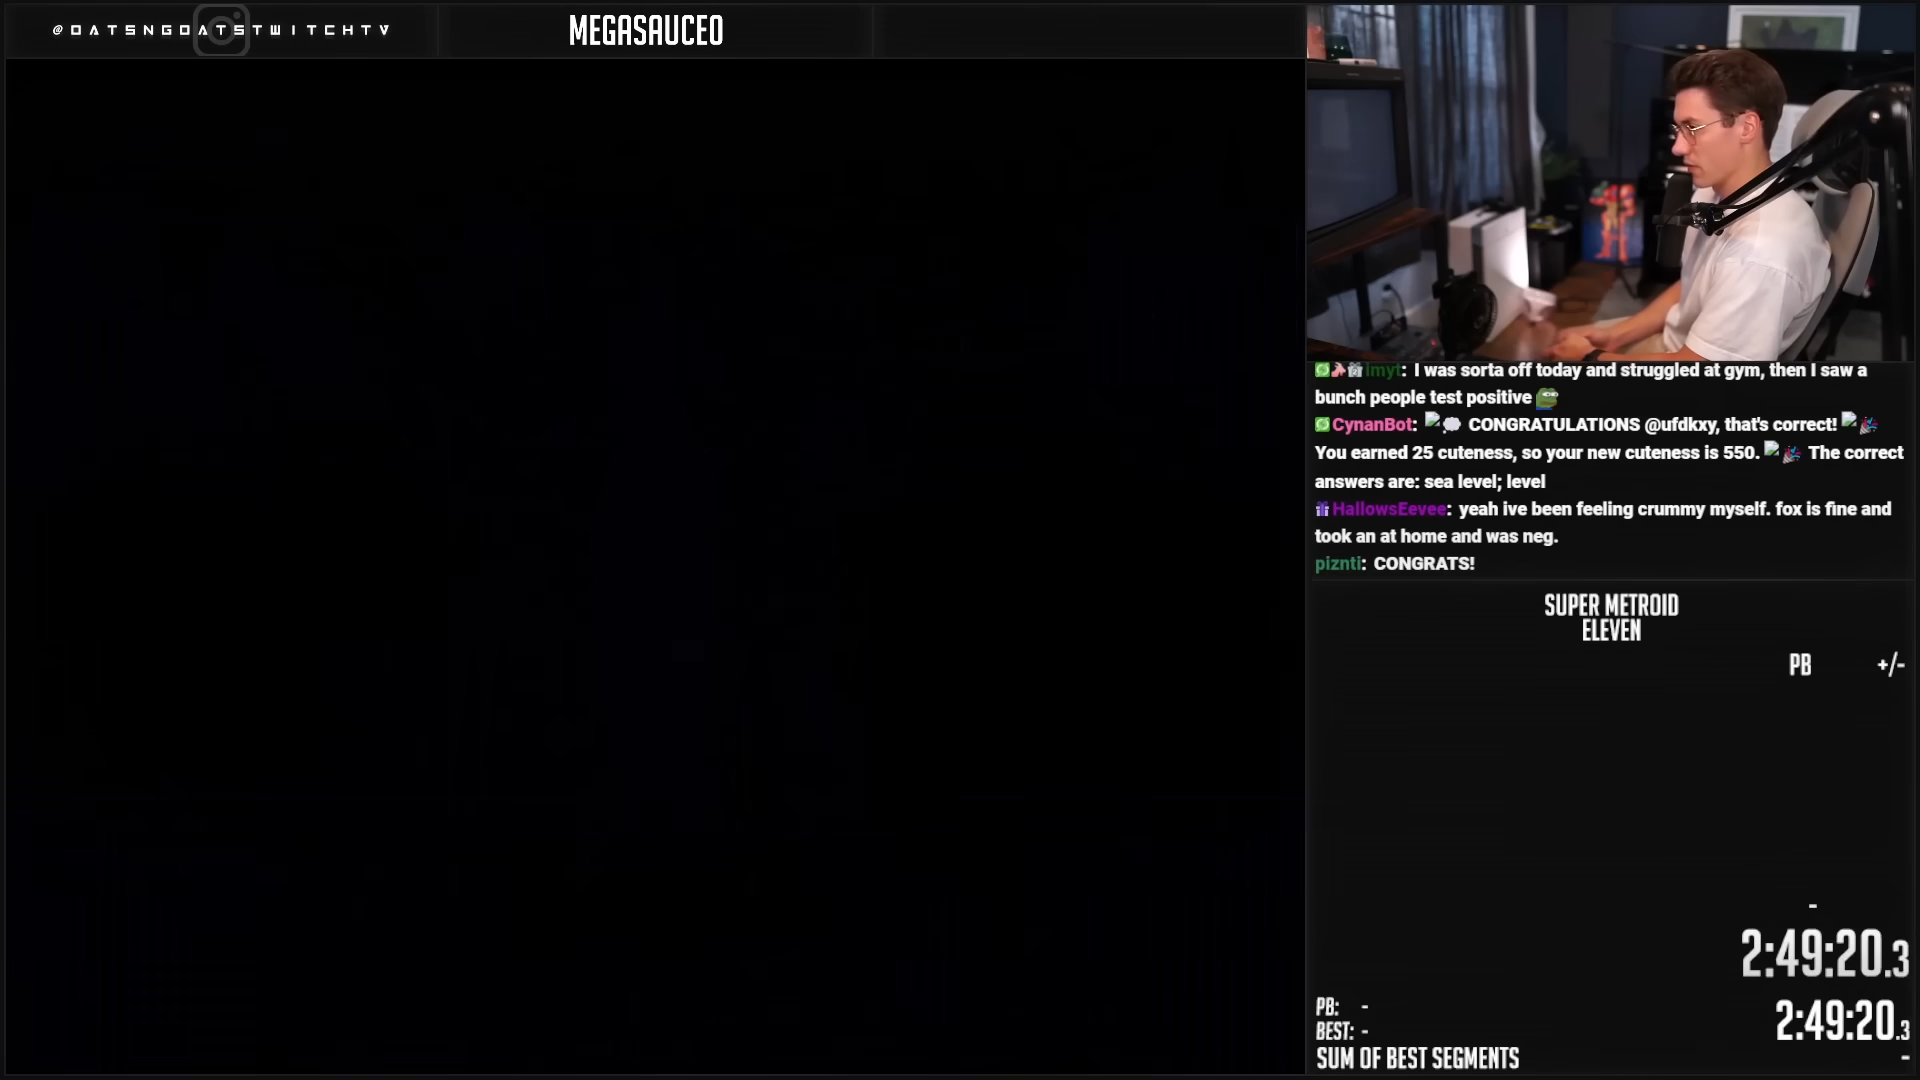 @OATSNGOATSTWITCHTV
MEGASAUCEO
imyt: I was sorta off today and struggled at gym, then I saw a
bunch people test positive
CynanBot: CONGRATULATIONS @ufdkxy, that's correct!
You earned 25 cuteness, so your new cuteness is 550. The correct
answers are: sea level; level
HallowsEevee: yeah ive been feeling crummy myself. fox is fine and
took an at home and was neg.
piznti: CONGRATS!
SUPER METROID
ELEVEN
PB +/-
-
2:49:20.3
PB: -
2:49:20.3
BEST: -
SUM OF BEST SEGMENTS -